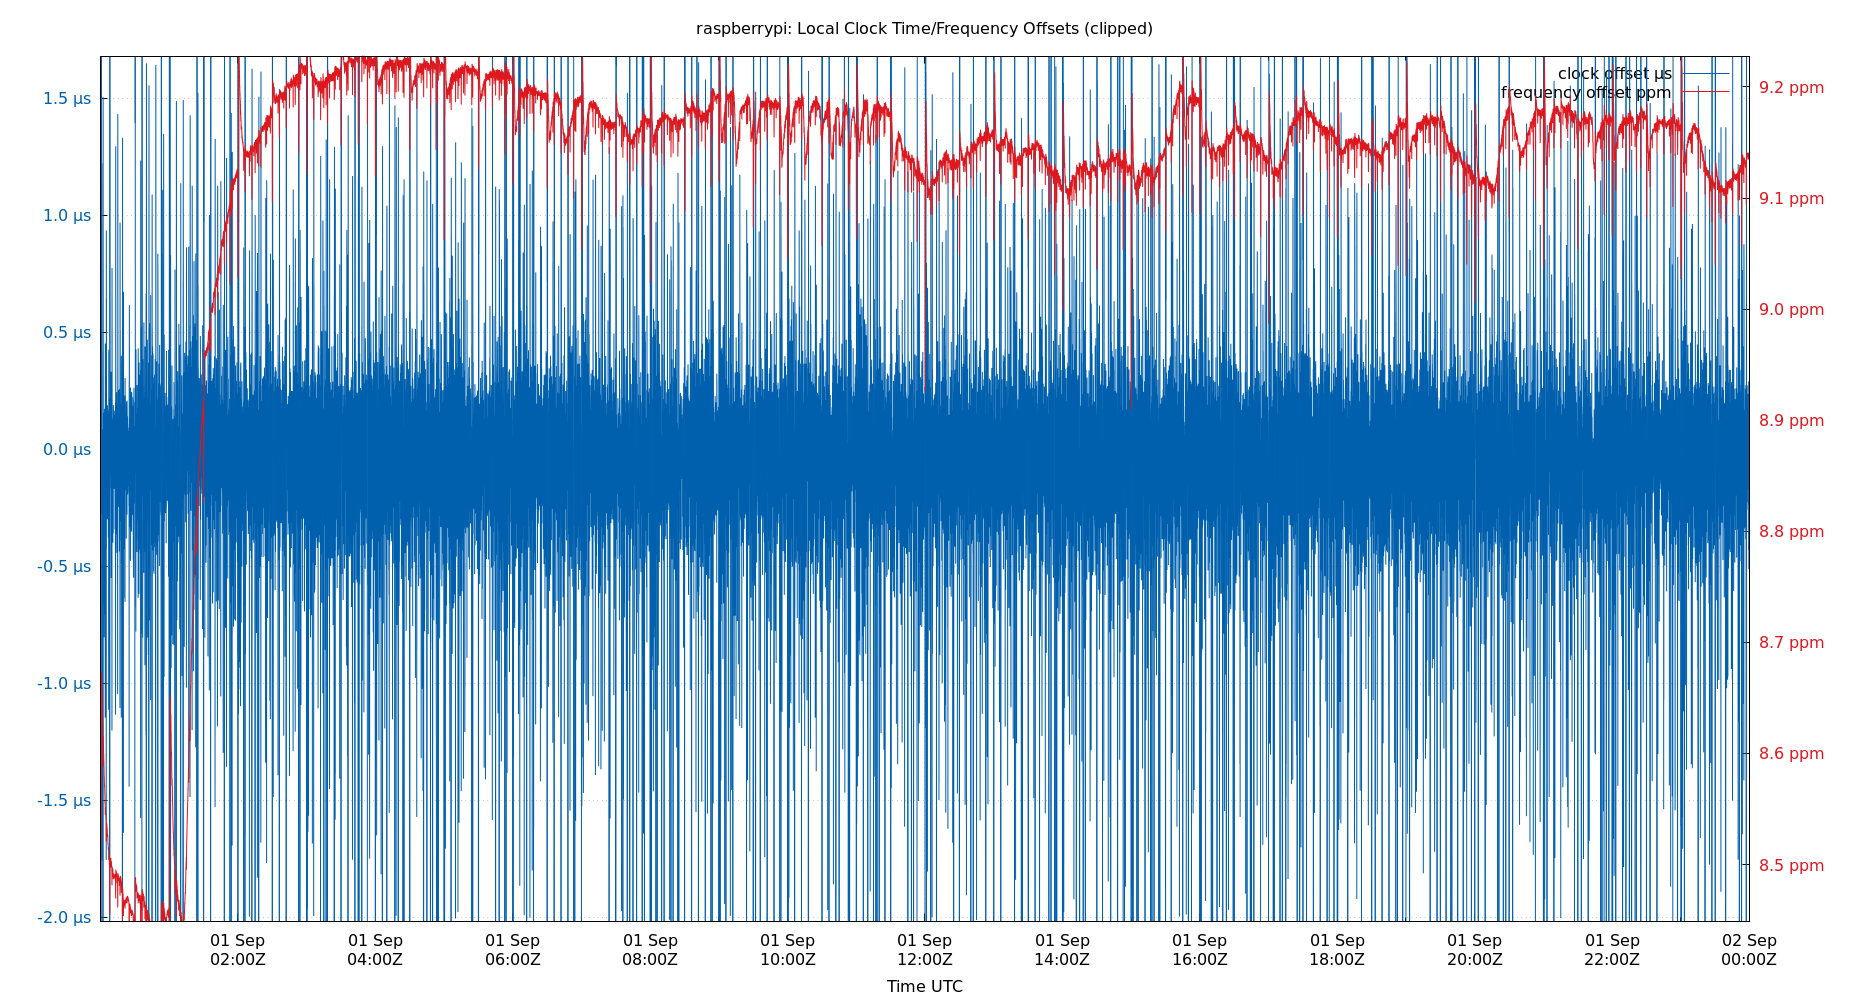 raspberrypi: Local Clock Time/Frequency Offsets (clipped)
clock offset µs
frequency offset ppm
1.5 µs
1.0 µs
0.5 µs
0.0 µs
-0.5 µs
-1.0 µs
-1.5 µs
-2.0 µs
9.2 ppm
9.1 ppm
9.0 ppm
8.9 ppm
8.8 ppm
8.7 ppm
8.6 ppm
8.5 ppm
01 Sep 01 Sep 01 Sep 01 Sep 01 Sep 01 Sep 01 Sep 01 Sep 01 Sep 01 Sep 01 Sep 02 Sep
02:00Z 04:00Z 06:00Z 08:00Z 10:00Z 12:00Z 14:00Z 16:00Z 18:00Z 20:00Z 22:00Z 00:00Z
Time UTC